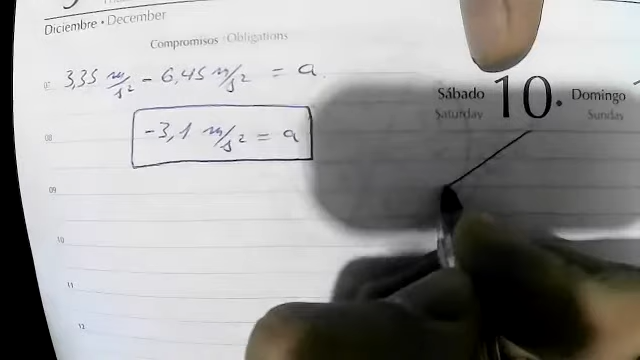 Diciembre • December
Compromisos | Obligations
3,35 m/s² - 6,45 m/s² = a.
Sábado 10. Domingo
Saturday Sunday
08 -3,1 m/s² = a
09
10
11
12